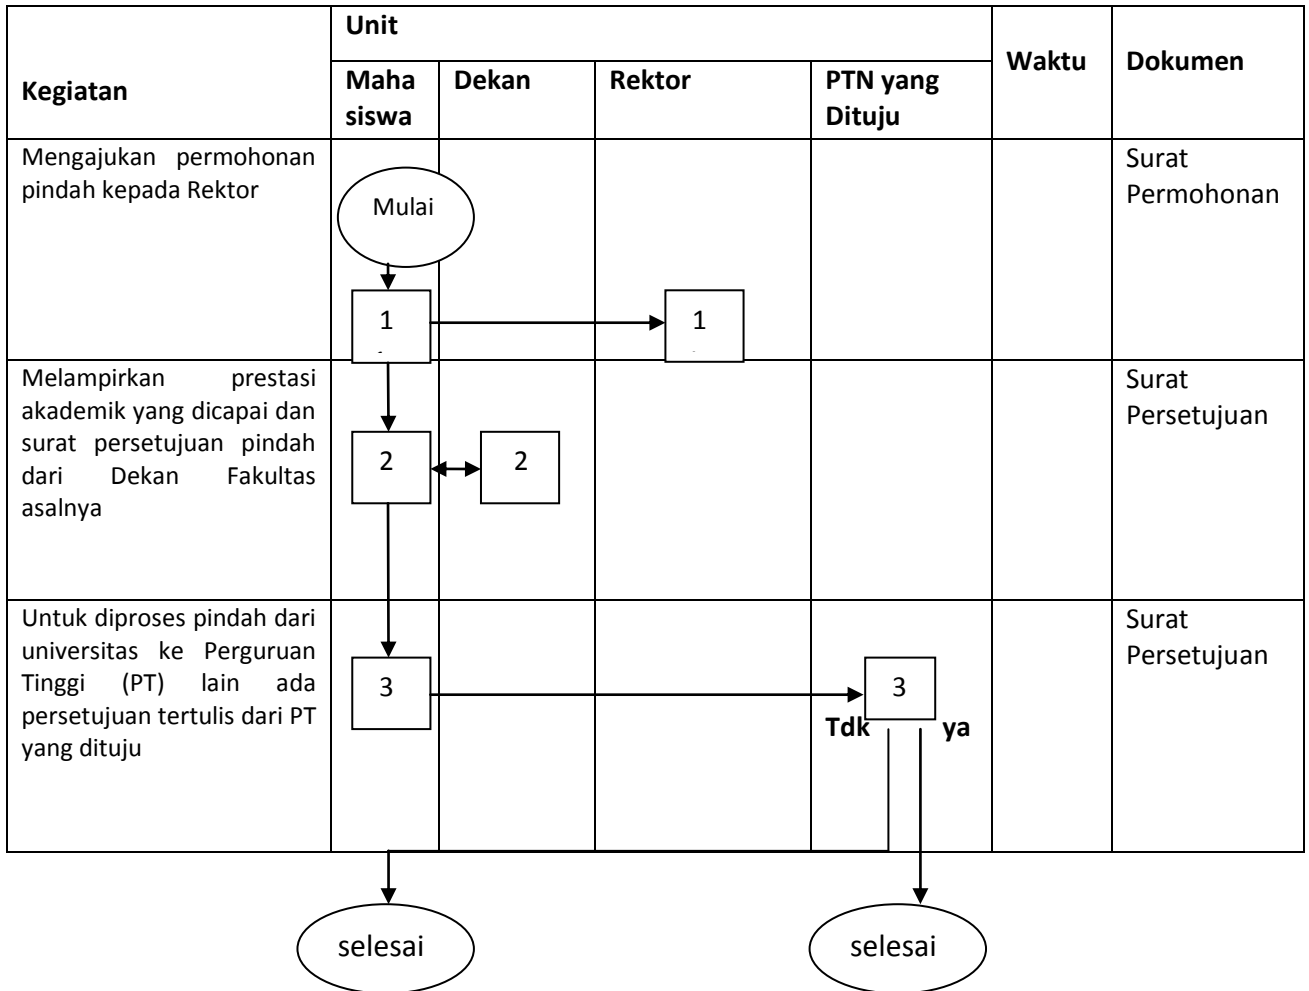 Unit
Kegiatan
Waktu
Dokumen
Maha
siswa
Dekan
Rektor
PTN yang
Dituju
Mengajukan permohonan
pindah kepada Rektor
Surat
Permohonan
Mulai
1
1
Melampirkan prestasi
akademik yang dicapai dan
surat persetujuan pindah
dari Dekan Fakultas
asalnya
Surat
Persetujuan
2
2
Untuk diproses pindah dari
universitas ke Perguruan
Tinggi (PT) lain ada
persetujuan tertulis dari PT
yang dituju
Surat
Persetujuan
3
3
Tdk ya
selesai
selesai